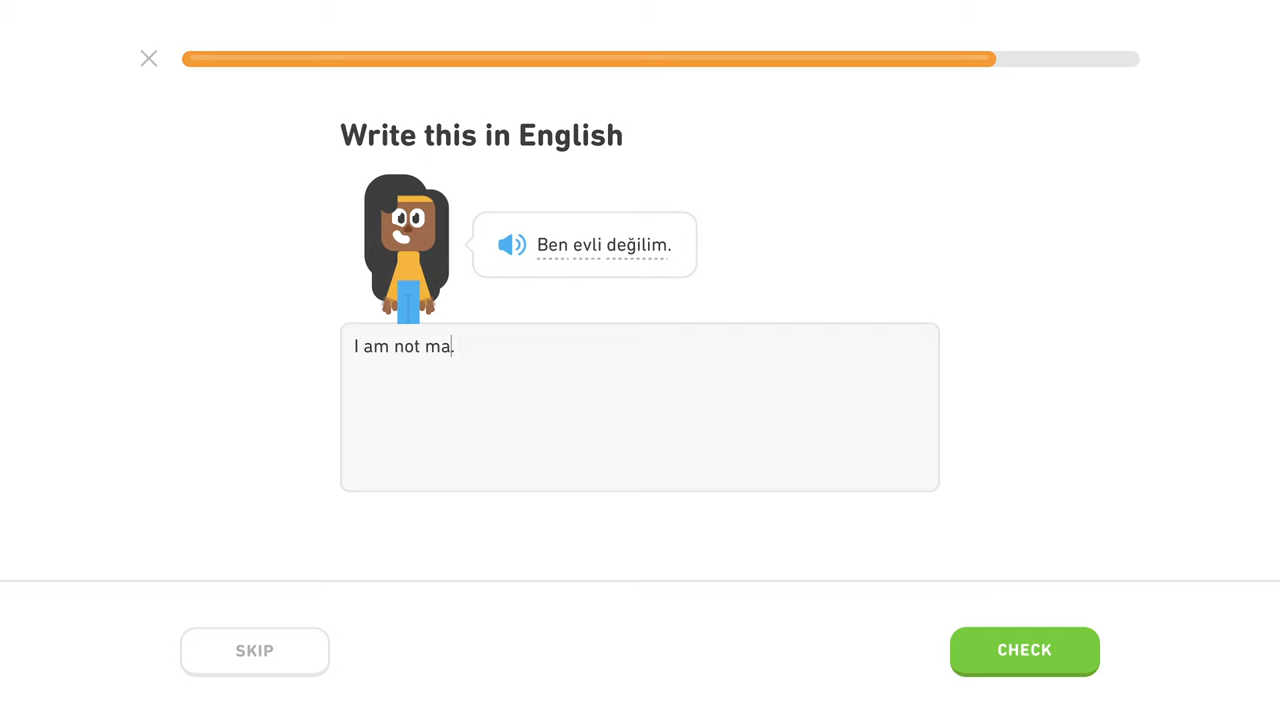 Write this in English
Ben evli değilim.
I am not ma.
SKIP
CHECK